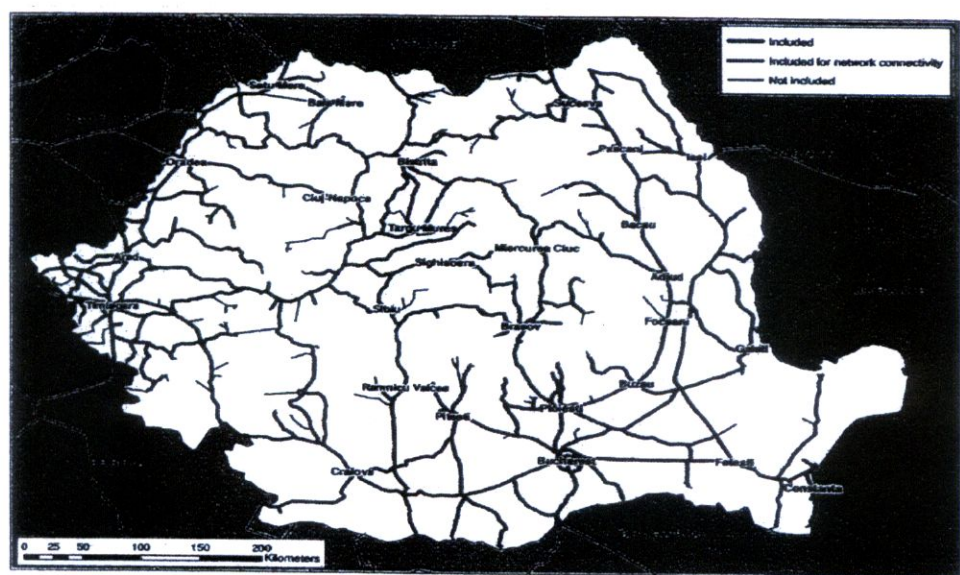 Included
Included for network connectivity
Not included
Satu Mare
Baia Mare
Suceava
Oradea
Pascani
Iasi
Bistrita
Cluj-Napoca
Targu Mures
Bacau
Miercurea Ciuc
Arad
Sighisoara
Adjud
Timisoara
Sibiu
Focsani
Brasov
Galati
Ramnicu Valcea
Buzau
Pitesti
Ploiesti
Craiova
Bucharest
Fetesti
Constanta
0 25 50 100 150 200
Kilometers